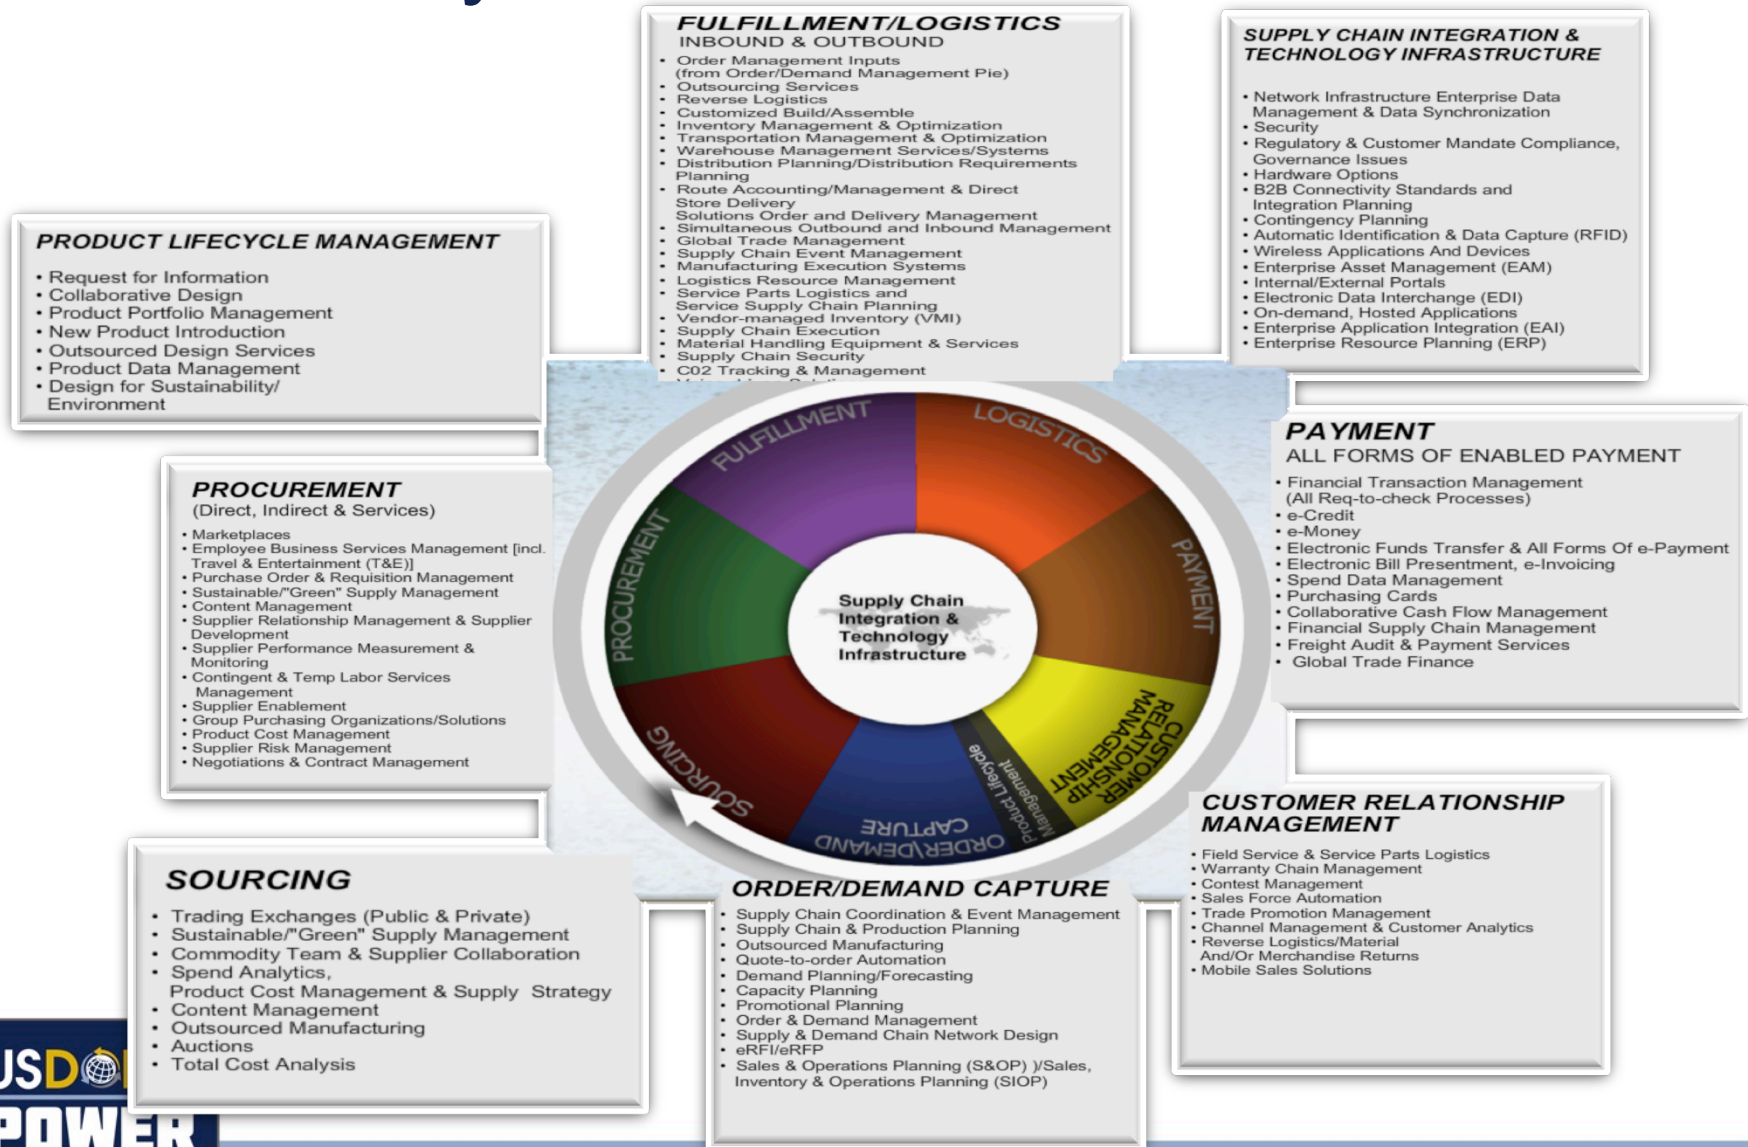 FULFILLMENT/LOGISTICS
INBOUND & OUTBOUND
• Order Management Inputs
(from Order/Demand Management Pie)
• Outsourcing Services
• Reverse Logistics
• Customized Build/Assemble
• Inventory Management & Optimization
• Transportation Management & Optimization
• Warehouse Management Services/Systems
• Distribution Planning/Distribution Requirements
Planning
• Route Accounting/Management & Direct
Store Delivery
Solutions Order and Delivery Management
• Simultaneous Outbound and Inbound Management
• Global Trade Management
• Supply Chain Event Management
• Manufacturing Execution Systems
• Logistics Resource Management
• Service Parts Logistics and
Service Supply Chain Planning
• Vendor-managed Inventory (VMI)
• Supply Chain Execution
• Material Handling Equipment & Services
• Supply Chain Security
• C02 Tracking & Management
SUPPLY CHAIN INTEGRATION &
TECHNOLOGY INFRASTRUCTURE
• Network Infrastructure Enterprise Data
Management & Data Synchronization
• Security
• Regulatory & Customer Mandate Compliance,
Governance Issues
• Hardware Options
• B2B Connectivity Standards and
Integration Planning
• Contingency Planning
• Automatic Identification & Data Capture (RFID)
• Wireless Applications And Devices
• Enterprise Asset Management (EAM)
• Internal/External Portals
• Electronic Data Interchange (EDI)
• On-demand, Hosted Applications
• Enterprise Application Integration (EAI)
• Enterprise Resource Planning (ERP)
PRODUCT LIFECYCLE MANAGEMENT
• Request for Information
• Collaborative Design
• Product Portfolio Management
• New Product Introduction
• Outsourced Design Services
• Product Data Management
• Design for Sustainability/
Environment
PAYMENT
ALL FORMS OF ENABLED PAYMENT
• Financial Transaction Management
(All Req-to-check Processes)
• e-Credit
• e-Money
• Electronic Funds Transfer & All Forms Of e-Payment
• Electronic Bill Presentment, e-Invoicing
• Spend Data Management
• Purchasing Cards
• Collaborative Cash Flow Management
• Financial Supply Chain Management
• Freight Audit & Payment Services
• Global Trade Finance
PROCUREMENT
(Direct, Indirect & Services)
• Marketplaces
• Employee Business Services Management [incl.
Travel & Entertainment (T&E)]
• Purchase Order & Requisition Management
• Sustainable/"Green" Supply Management
• Content Management
• Supplier Relationship Management & Supplier
Development
• Supplier Performance Measurement &
Monitoring
• Contingent & Temp Labor Services
Management
• Supplier Enablement
• Group Purchasing Organizations/Solutions
• Product Cost Management
• Supplier Risk Management
• Negotiations & Contract Management
FULFILLMENT
LOGISTICS
PROCUREMENT
PAYMENT
Supply Chain
Integration &
Technology
Infrastructure
SOURCING
ORDER/DEMAND
CAPTURE
Product Lifecycle
Management
CUSTOMER
RELATIONSHIP
MANAGEMENT
SOURCING
• Trading Exchanges (Public & Private)
• Sustainable/"Green" Supply Management
• Commodity Team & Supplier Collaboration
• Spend Analytics,
Product Cost Management & Supply Strategy
• Content Management
• Outsourced Manufacturing
• Auctions
• Total Cost Analysis
ORDER/DEMAND CAPTURE
• Supply Chain Coordination & Event Management
• Supply Chain & Production Planning
• Outsourced Manufacturing
• Quote-to-order Automation
• Demand Planning/Forecasting
• Capacity Planning
• Promotional Planning
• Order & Demand Management
• Supply & Demand Chain Network Design
• eRFI/eRFP
• Sales & Operations Planning (S&OP) )/Sales,
Inventory & Operations Planning (SIOP)
CUSTOMER RELATIONSHIP
MANAGEMENT
• Field Service & Service Parts Logistics
• Warranty Chain Management
• Contest Management
• Sales Force Automation
• Trade Promotion Management
• Channel Management & Customer Analytics
• Reverse Logistics/Material
And/Or Merchandise Returns
• Mobile Sales Solutions
POWER